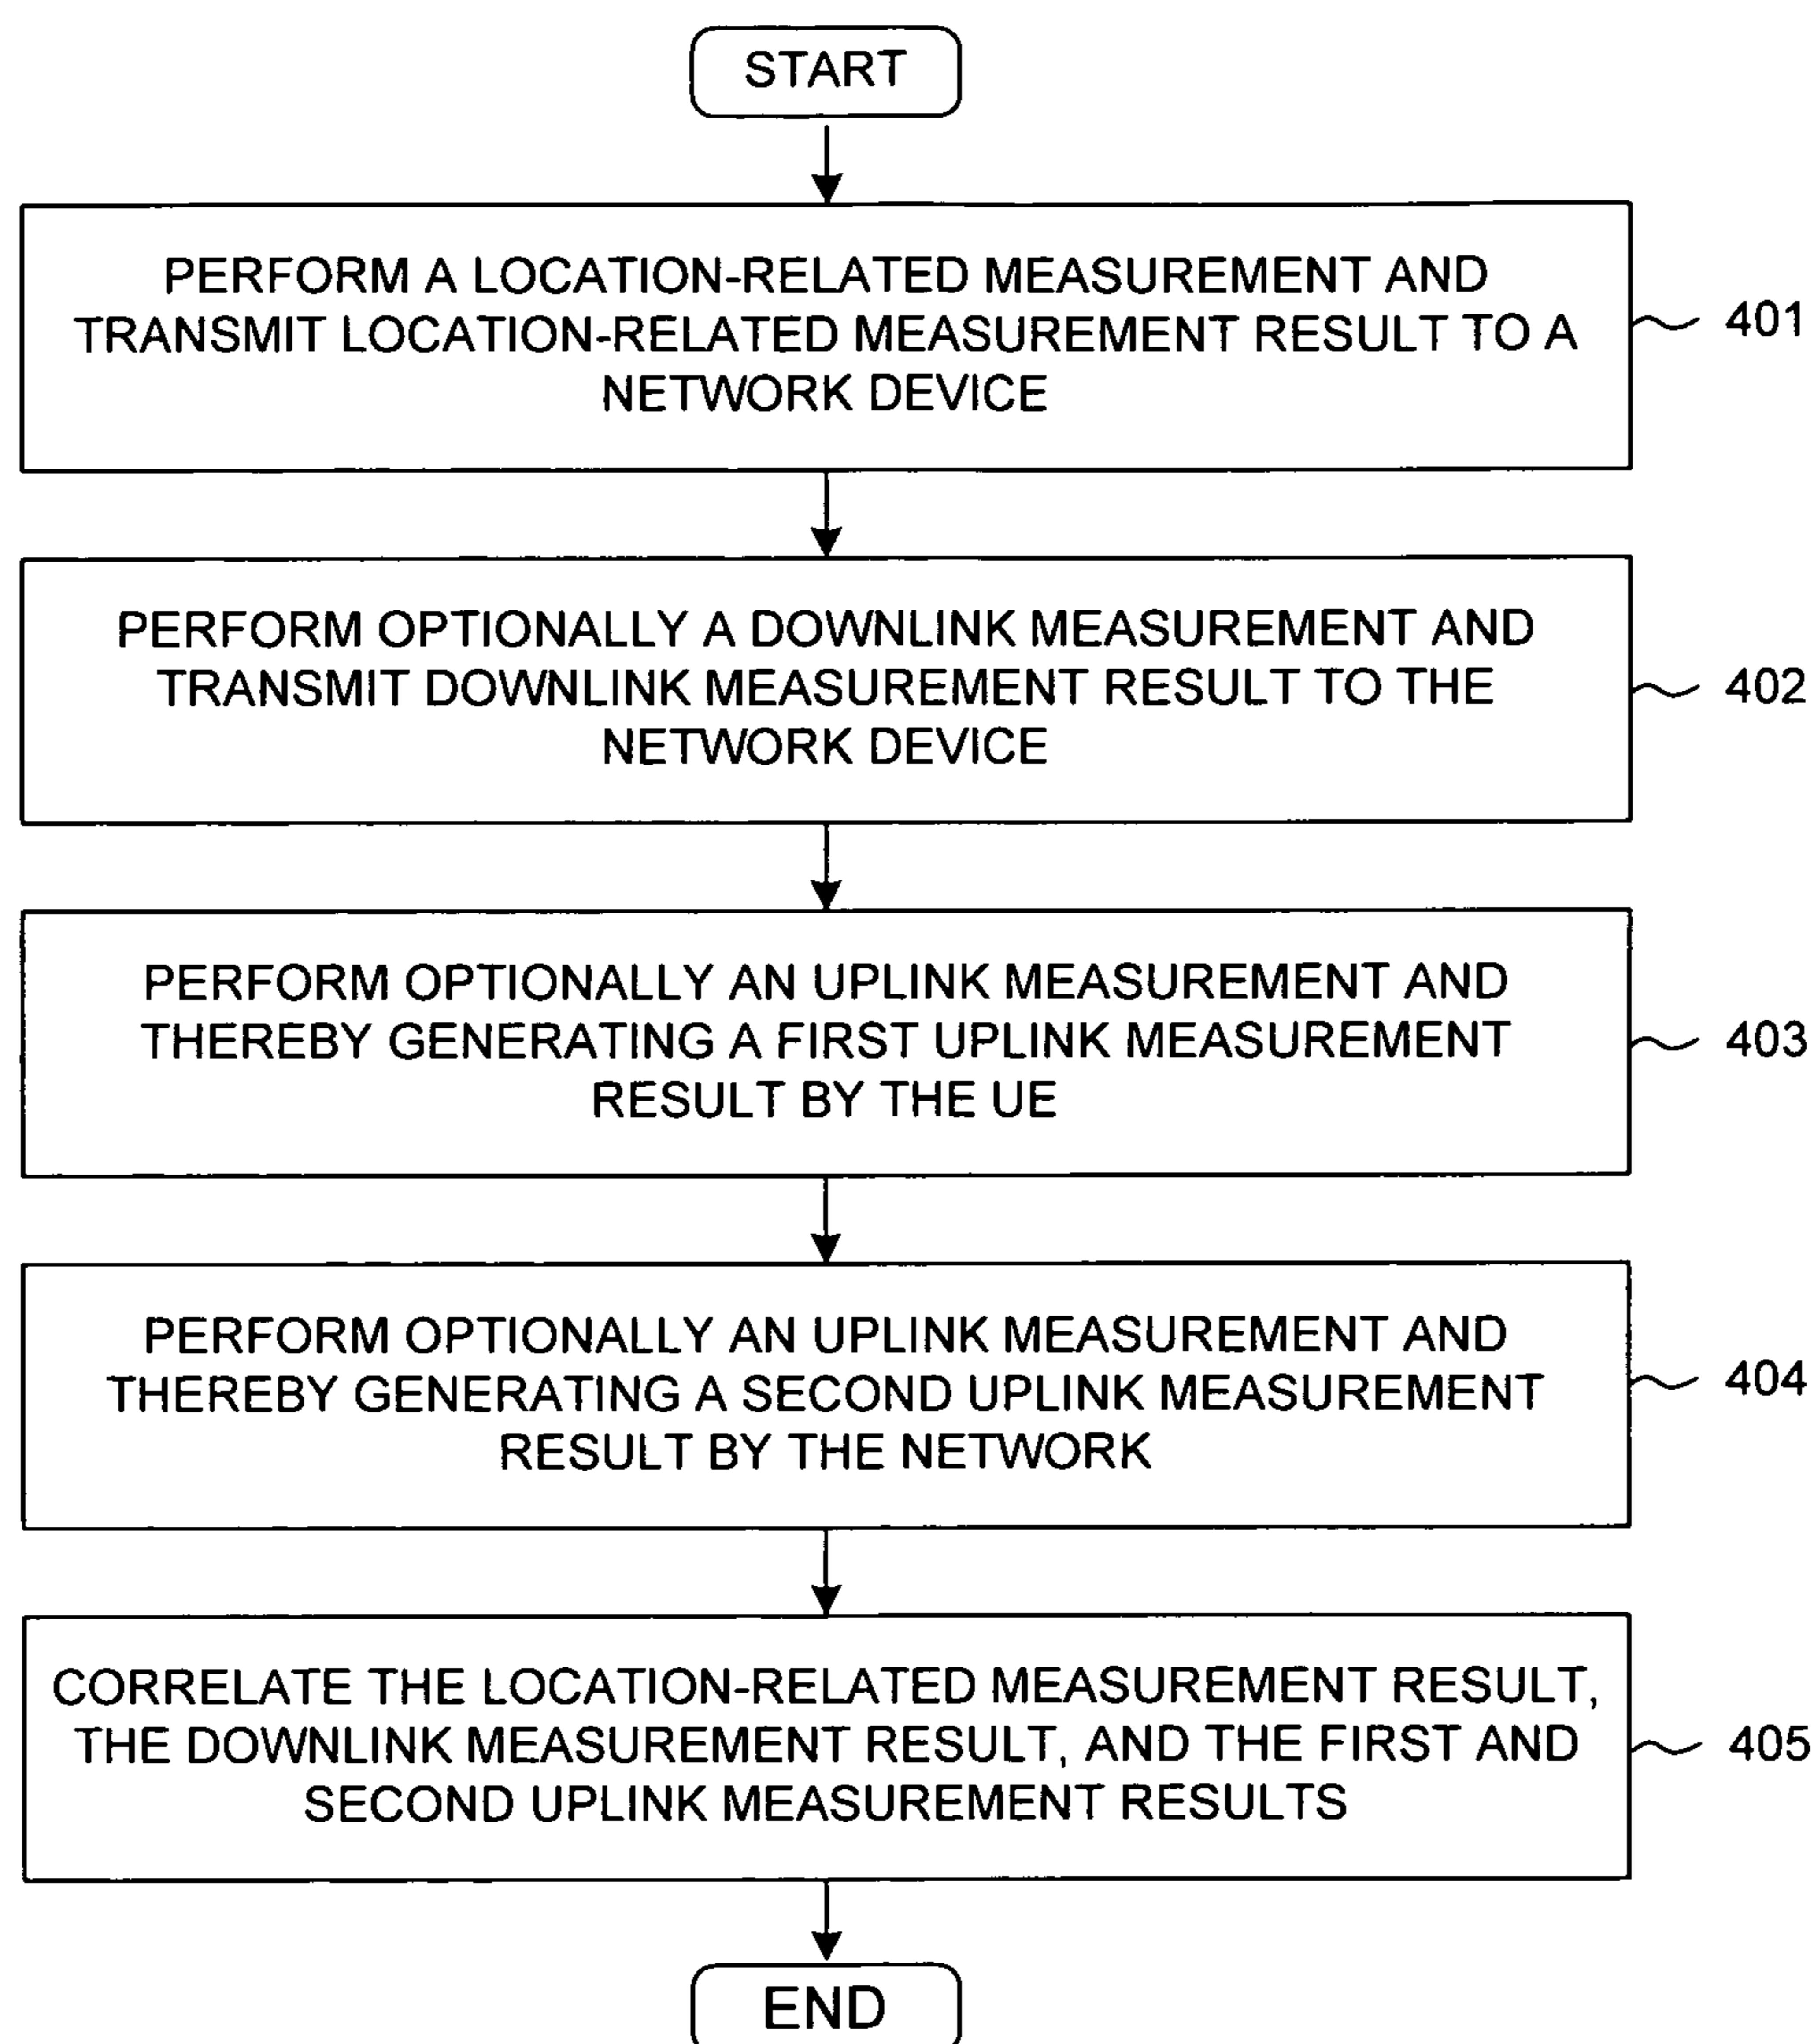 START
PERFORM A LOCATION-RELATED MEASUREMENT AND
TRANSMIT LOCATION-RELATED MEASUREMENT RESULT TO A
NETWORK DEVICE
401
PERFORM OPTIONALLY A DOWNLINK MEASUREMENT AND
TRANSMIT DOWNLINK MEASUREMENT RESULT TO THE
NETWORK DEVICE
402
PERFORM OPTIONALLY AN UPLINK MEASUREMENT AND
THEREBY GENERATING A FIRST UPLINK MEASUREMENT
RESULT BY THE UE
403
PERFORM OPTIONALLY AN UPLINK MEASUREMENT AND
THEREBY GENERATING A SECOND UPLINK MEASUREMENT
RESULT BY THE NETWORK
404
CORRELATE THE LOCATION-RELATED MEASUREMENT RESULT,
THE DOWNLINK MEASUREMENT RESULT, AND THE FIRST AND
SECOND UPLINK MEASUREMENT RESULTS
405
END